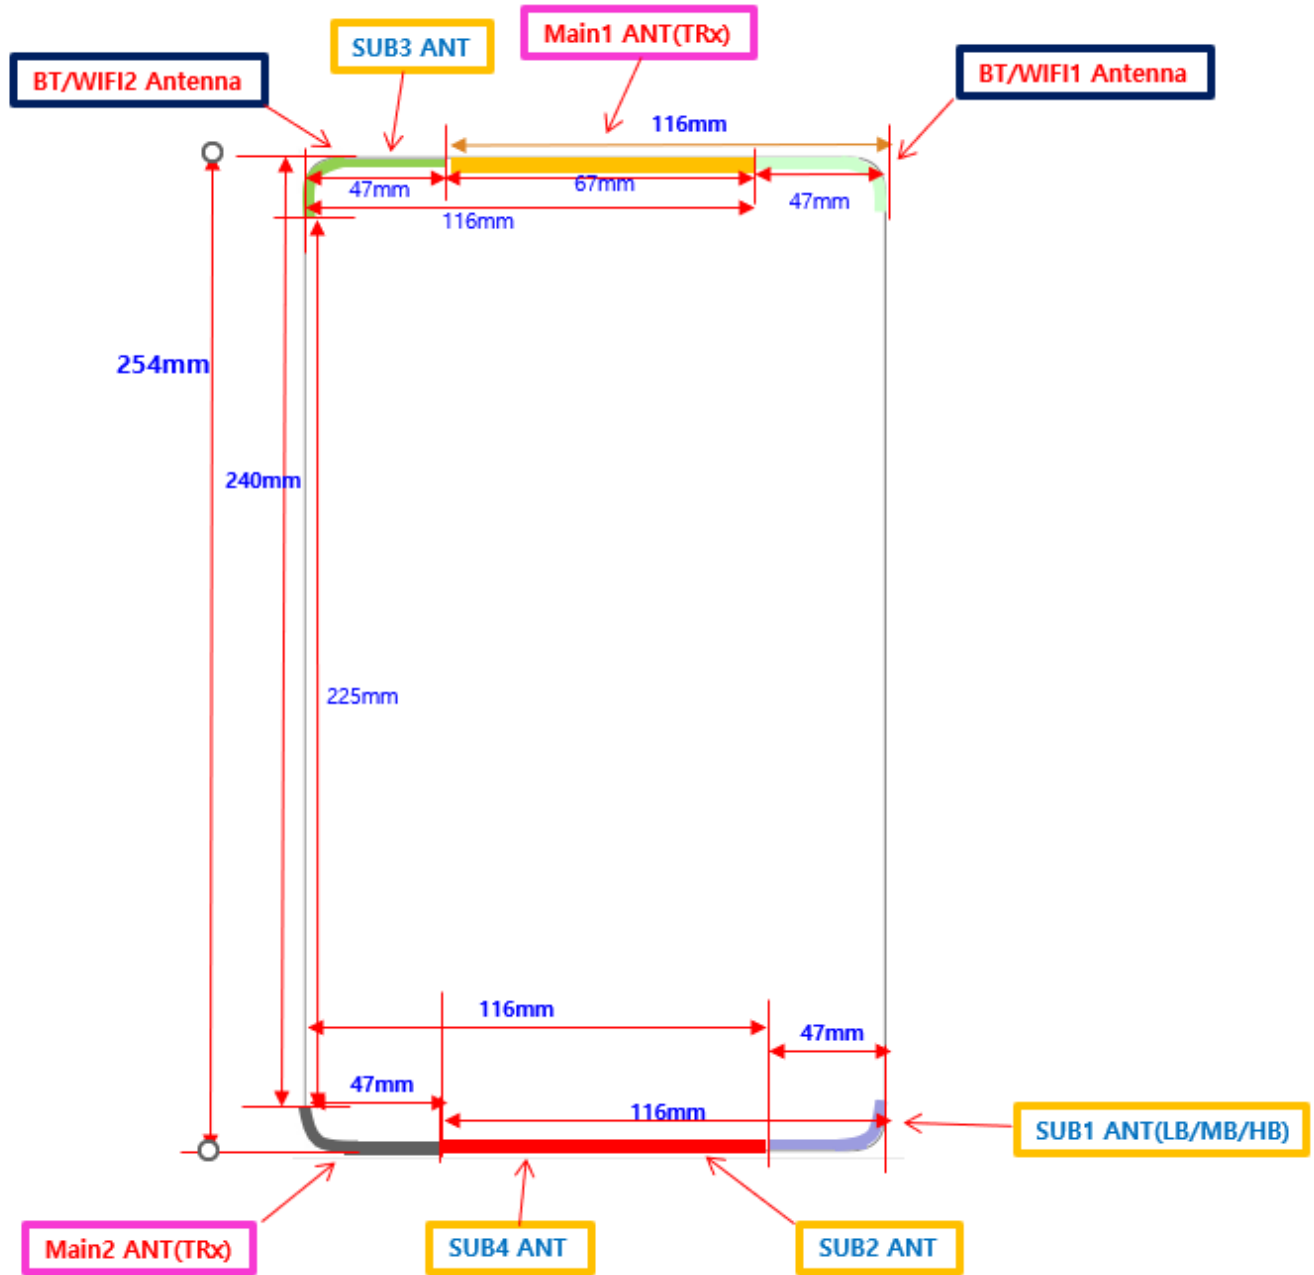 Main1 ANT(TRx)
SUB3 ANT
BT/WIFI2 Antenna
BT/WIFI1 Antenna
116mm
47mm
67mm
47mm
116mm
254mm
240mm
225mm
116mm
47mm
47mm
116mm
SUB1 ANT(LB/MB/HB)
Main2 ANT(TRx)
SUB4 ANT
SUB2 ANT